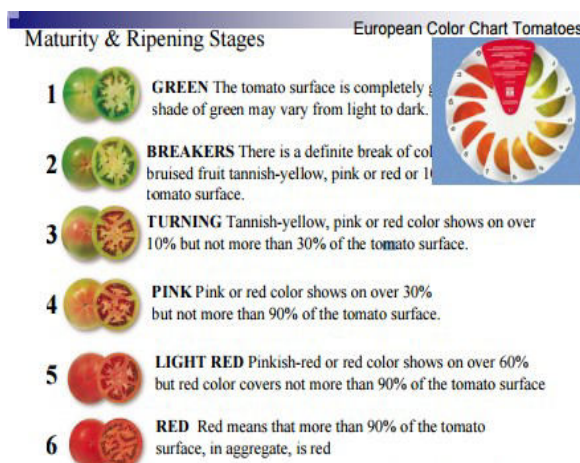 European Color Chart Tomatoes
Maturity & Ripening Stages
1 GREEN The tomato surface is completely
shade of green may vary from light to dark.
2 BREAKERS There is a definite break of
bruised fruit tannish-yellow, pink or red or
tomato surface.
3 TURNING Tannish-yellow, pink or red color shows on over
10% but not more than 30% of the tomato surface.
4 PINK Pink or red color shows on over 30%
but not more than 90% of the tomato surface.
5 LIGHT RED Pinkish-red or red color shows on over 60%
but red color covers not more than 90% of the tomato surface
6 RED Red means that more than 90% of the tomato
surface, in aggregate, is red